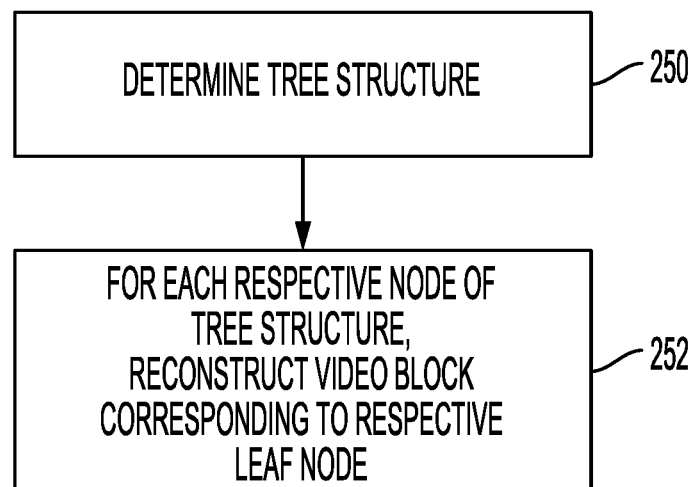 DETERMINE TREE STRUCTURE
250
FOR EACH RESPECTIVE NODE OF
TREE STRUCTURE,
RECONSTRUCT VIDEO BLOCK
CORRESPONDING TO RESPECTIVE
LEAF NODE
252